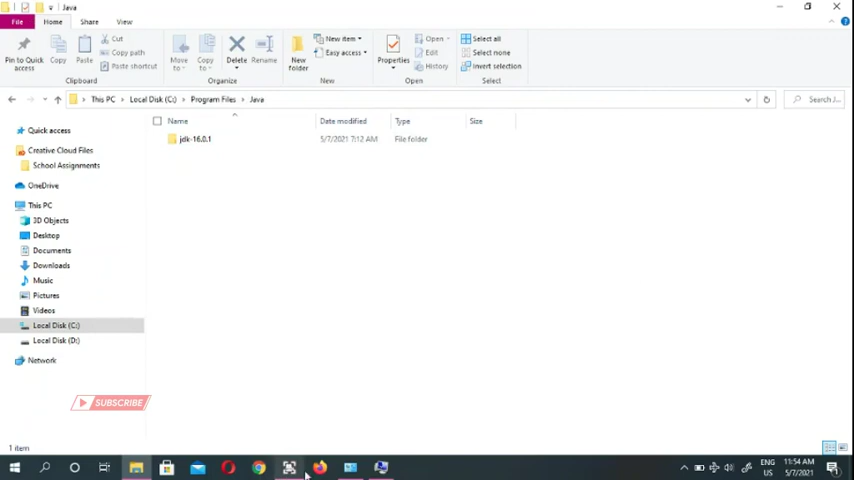 Java
File
Home
Share
View
Pin to Quick access
Copy
Paste
Cut
Copy path
Paste shortcut
Clipboard
Move to
Copy to
Delete
Rename
Organize
New folder
New item
Easy access
New
Properties
Open
Edit
History
Open
Select all
Select none
Invert selection
Select
This PC > Local Disk (C:) > Program Files > Java
Search J...
Name
Date modified
Type
Size
jdk-16.0.1
5/7/2021 7:12 AM
File folder
Quick access
Creative Cloud Files
School Assignments
OneDrive
This PC
3D Objects
Desktop
Documents
Downloads
Music
Pictures
Videos
Local Disk (C:)
Local Disk (D:)
Network
SUBSCRIBE
1 item
ENG
US
11:54 AM
5/7/2021